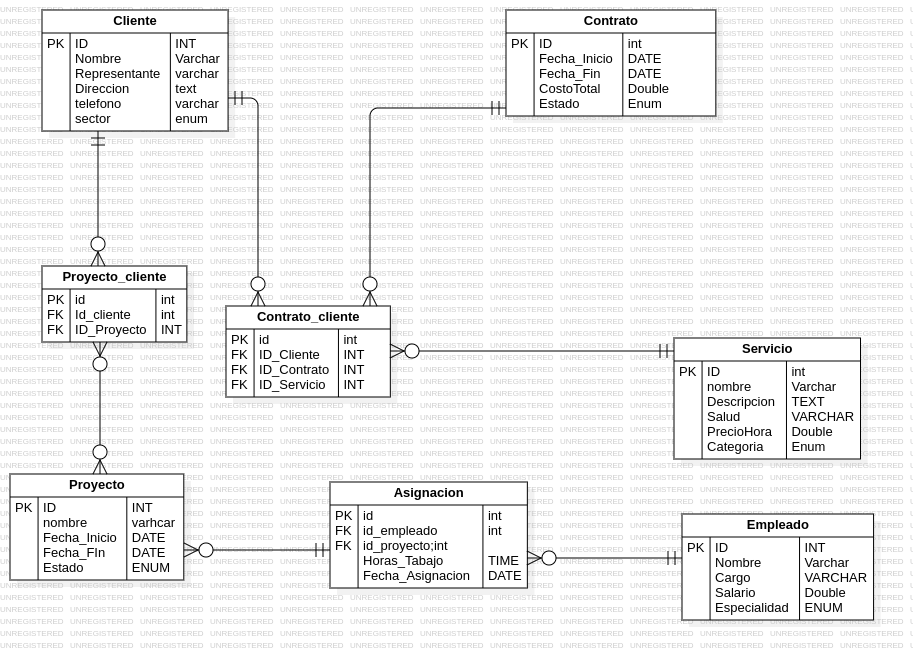 Cliente
PK ID INT
Nombre Varchar
Representante varchar
Direccion text
telefono varchar
sector enum
Contrato
PK ID int
Fecha_Inicio DATE
Fecha_Fin DATE
CostoTotal Double
Estado Enum
Proyecto_cliente
PK id int
FK Id_cliente int
FK ID_Proyecto INT
Contrato_cliente
PK id int
FK ID_Cliente INT
FK ID_Contrato INT
FK ID_Servicio INT
Servicio
PK ID int
nombre Varchar
Descripcion TEXT
Salud VARCHAR
PrecioHora Double
Categoria Enum
Proyecto
PK ID INT
nombre varhcar
Fecha_Inicio DATE
Fecha_FIn DATE
Estado ENUM
Asignacion
PK id int
FK id_empleado int
FK id_proyecto;int
Horas_Tabajo TIME
Fecha_Asignacion DATE
Empleado
PK ID INT
Nombre Varchar
Cargo VARCHAR
Salario Double
Especialidad ENUM
UNREGISTERED